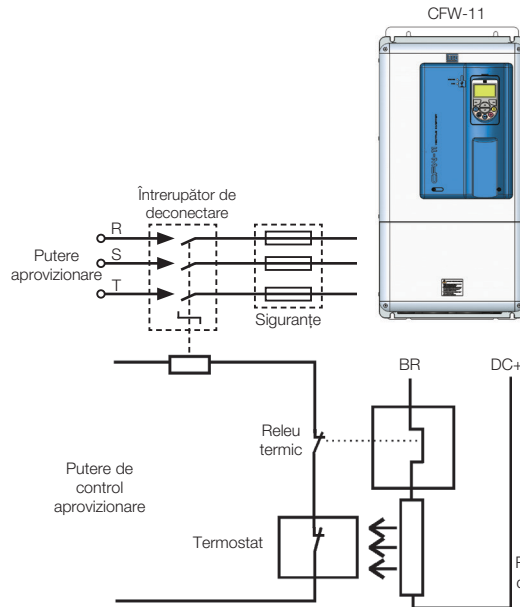 CFW-11
Întrerupător de
deconectare
R
S
T
Putere
aprovizionare
Siguranțe
BR
DC+
Releu
termic
Putere de
control
aprovizionare
Termostat